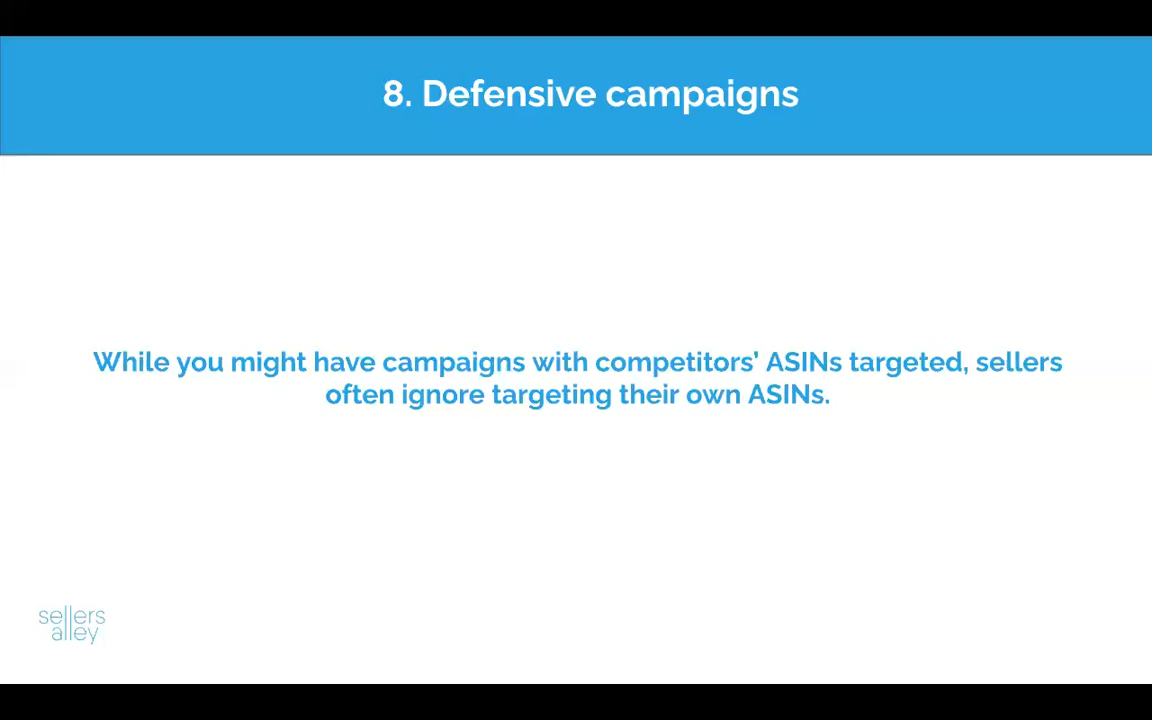 8. Defensive campaigns
While you might have campaigns with competitors’ ASINs targeted, sellers
often ignore targeting their own ASINs.
sellers
alley